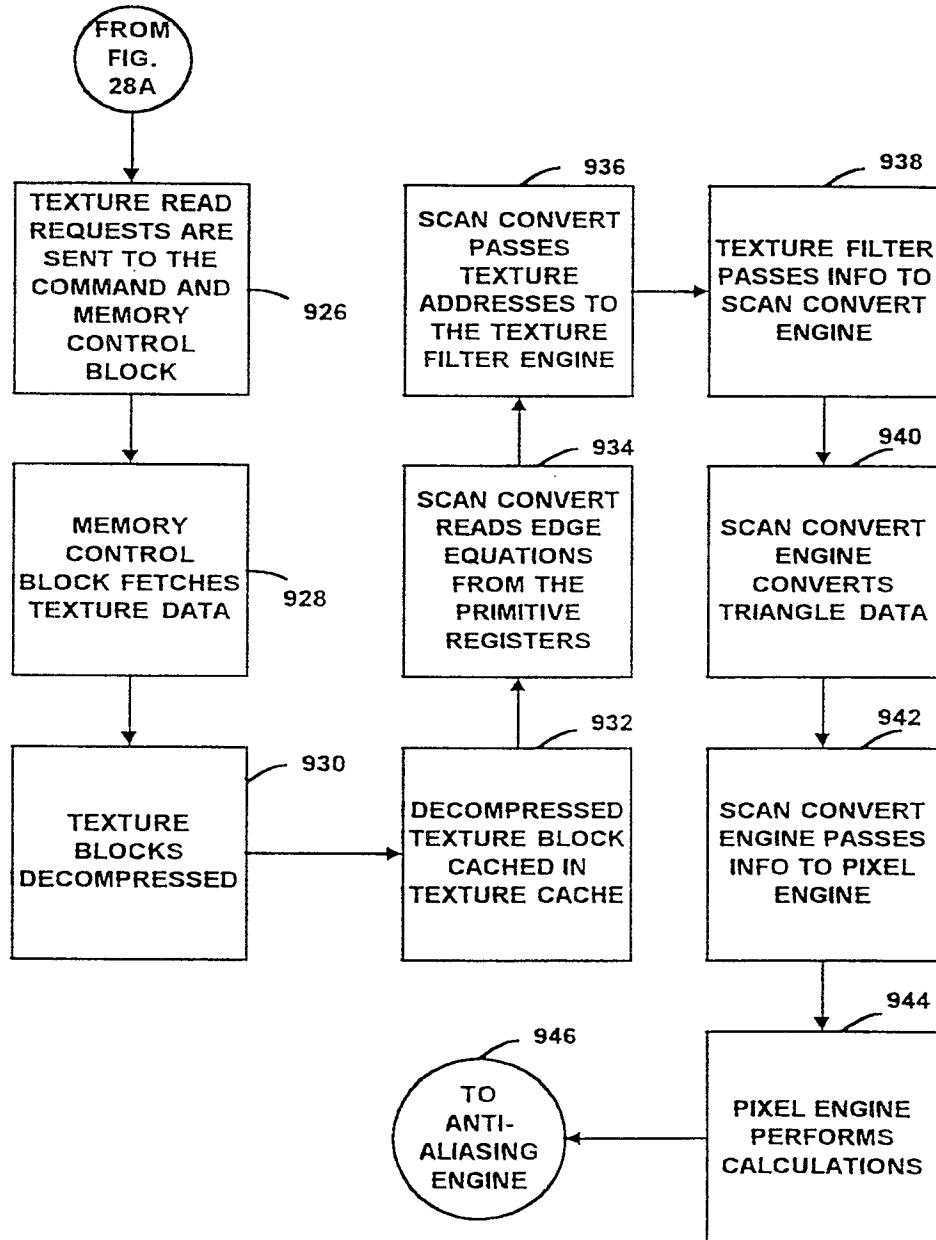 FROM
FIG.
28A
TEXTURE READ
REQUESTS ARE
SENT TO THE
COMMAND AND
MEMORY
CONTROL
BLOCK
926
MEMORY
CONTROL
BLOCK FETCHES
TEXTURE DATA
928
TEXTURE
BLOCKS
DECOMPRESSED
930
DECOMPRESSED
TEXTURE BLOCK
CACHED IN
TEXTURE CACHE
932
SCAN CONVERT
READS EDGE
EQUATIONS
FROM THE
PRIMITIVE
REGISTERS
934
SCAN CONVERT
PASSES
TEXTURE
ADDRESSES TO
THE TEXTURE
FILTER ENGINE
936
TEXTURE FILTER
PASSES INFO TO
SCAN CONVERT
ENGINE
938
SCAN CONVERT
ENGINE
CONVERTS
TRIANGLE DATA
940
SCAN CONVERT
ENGINE PASSES
INFO TO PIXEL
ENGINE
942
PIXEL ENGINE
PERFORMS
CALCULATIONS
944
TO
ANTI-
ALIASING
ENGINE
946